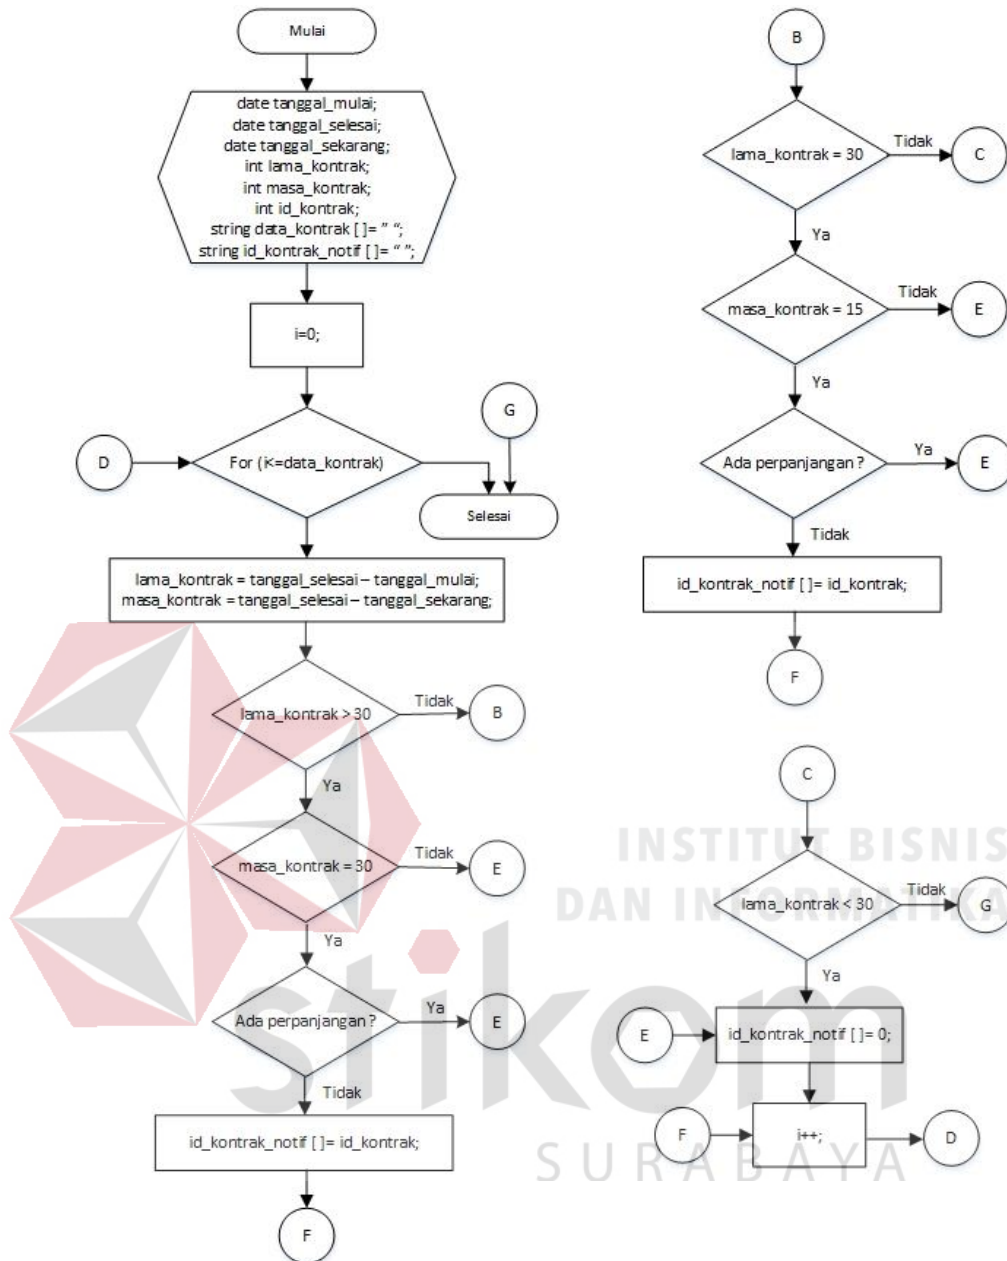 Mulai
date tanggal_mulai;
date tanggal_selesai;
date tanggal_sekarang;
int lama_kontrak;
int masa_kontrak;
int id_kontrak;
string data_kontrak [ ]= ” “;
string id_kontrak_notif [ ]= “ ”;
i=0;
D
For (i<=data_kontrak)
G
Selesai
lama_kontrak = tanggal_selesai – tanggal_mulai;
masa_kontrak = tanggal_selesai – tanggal_sekarang;
lama_kontrak > 30
Tidak
B
Ya
masa_kontrak = 30
Tidak
E
Ya
Ada perpanjangan ?
Ya
E
Tidak
id_kontrak_notif [ ]= id_kontrak;
F
B
lama_kontrak = 30
Tidak
C
Ya
masa_kontrak = 15
Tidak
E
Ya
Ada perpanjangan ?
Ya
E
Tidak
id_kontrak_notif [ ]= id_kontrak;
F
C
lama_kontrak < 30
Tidak
G
Ya
E
id_kontrak_notif [ ]= 0;
F
i++;
D
INSTITUT BISNIS
DAN INFORMATIKA
stikom
SURABAYA